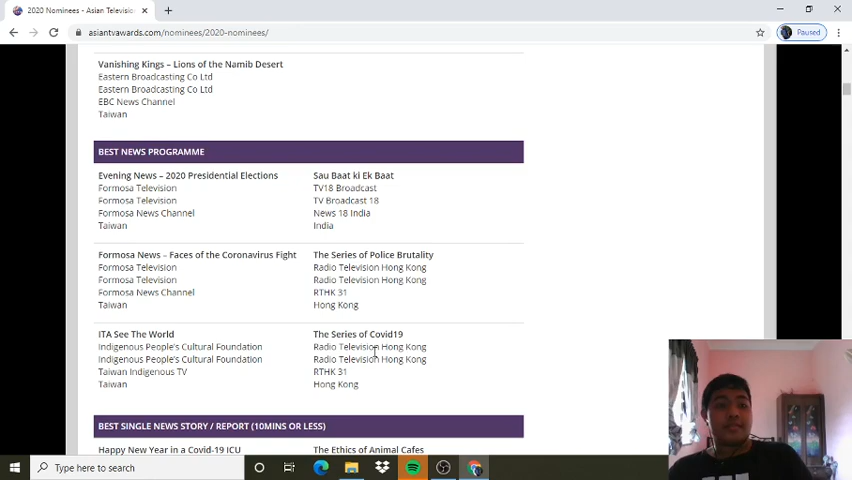 2020 Nominees - Asian Televisio
asiantvawards.com/nominees/2020-nominees/
Paused
Vanishing Kings – Lions of the Namib Desert
Eastern Broadcasting Co Ltd
Eastern Broadcasting Co Ltd
EBC News Channel
Taiwan
BEST NEWS PROGRAMME
Evening News – 2020 Presidential Elections
Formosa Television
Formosa Television
Formosa News Channel
Taiwan
Sau Baat ki Ek Baat
TV18 Broadcast
TV Broadcast 18
News 18 India
India
Formosa News – Faces of the Coronavirus Fight
Formosa Television
Formosa Television
Formosa News Channel
Taiwan
The Series of Police Brutality
Radio Television Hong Kong
Radio Television Hong Kong
RTHK 31
Hong Kong
ITA See The World
Indigenous People's Cultural Foundation
Indigenous People's Cultural Foundation
Taiwan Indigenous TV
Taiwan
The Series of Covid19
Radio Television Hong Kong
Radio Television Hong Kong
RTHK 31
Hong Kong
BEST SINGLE NEWS STORY / REPORT (10MINS OR LESS)
Happy New Year in a Covid-19 ICU
The Ethics of Animal Cafes
Type here to search